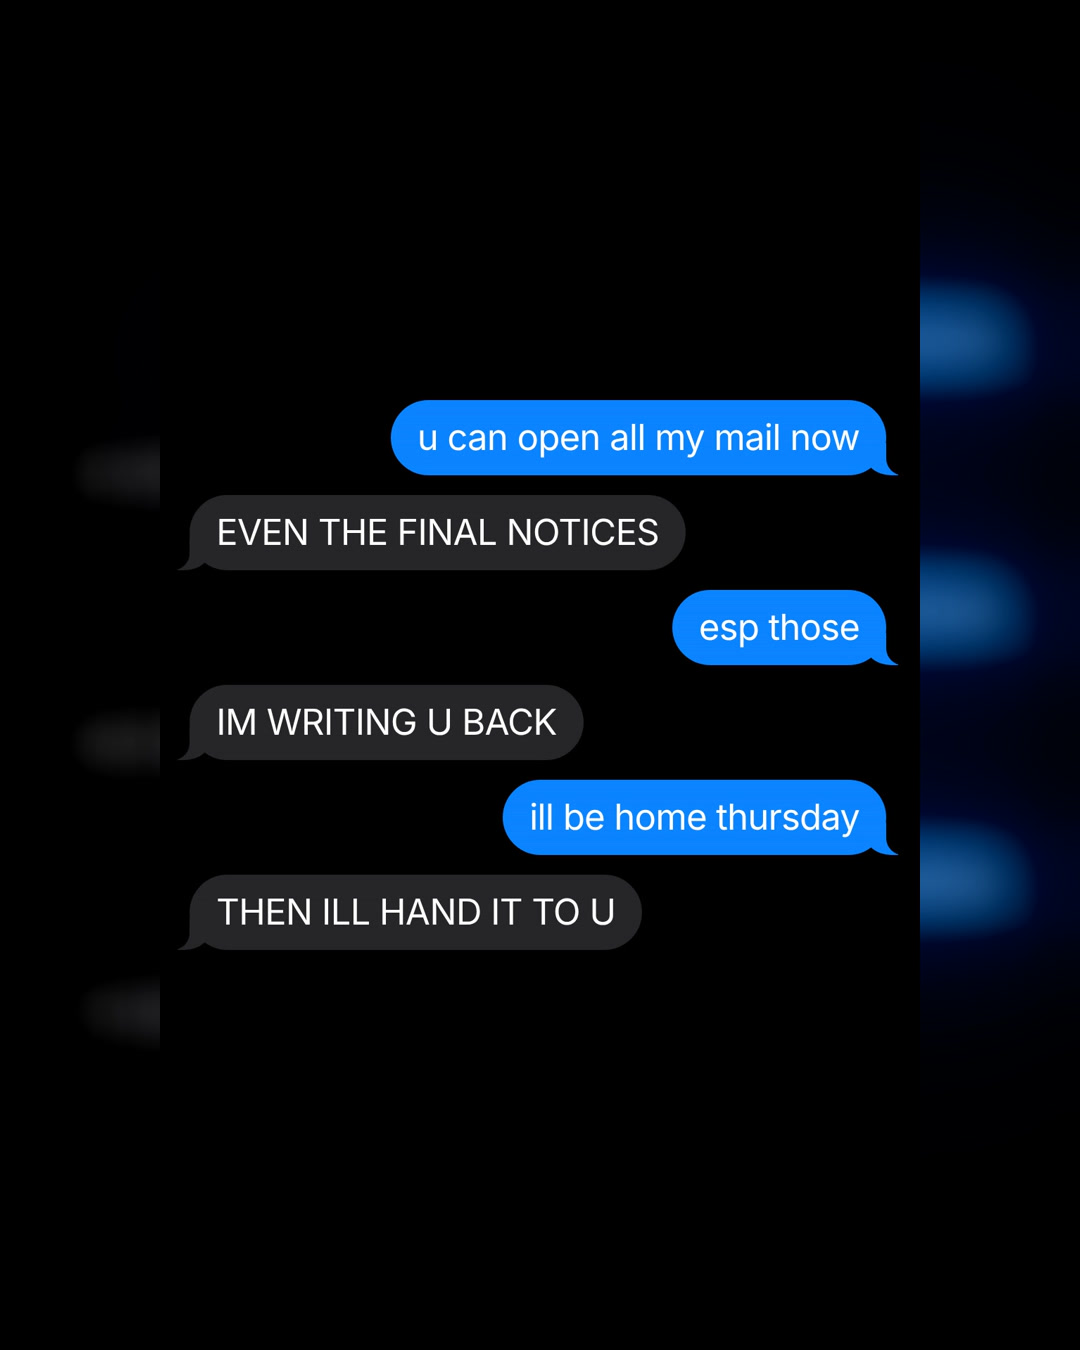 u can open all my mail now
EVEN THE FINAL NOTICES
esp those
IM WRITING U BACK
ill be home thursday
THEN ILL HAND IT TO U